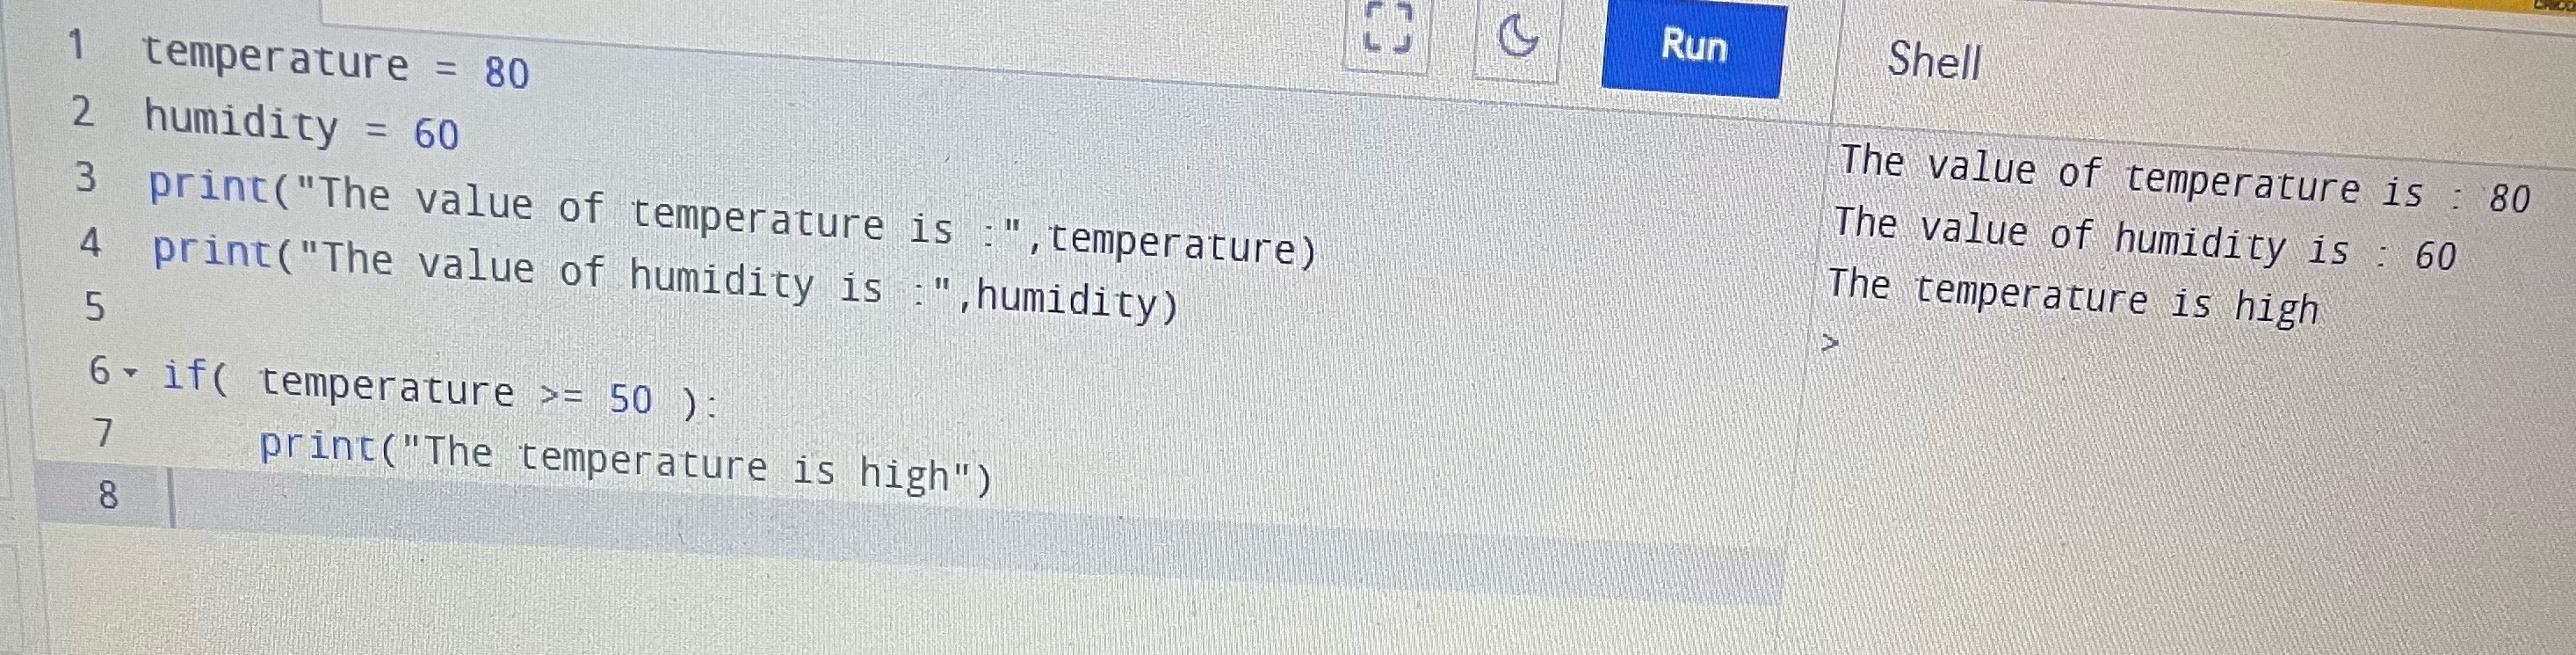 Run
Shell
1 temperature = 80
2 humidity = 60
3 print("The value of temperature is :",temperature)
4 print("The value of humidity is :",humidity)
5
6 if( temperature >= 50 ):
7     print("The temperature is high")
8
The value of temperature is : 80
The value of humidity is : 60
The temperature is high
>